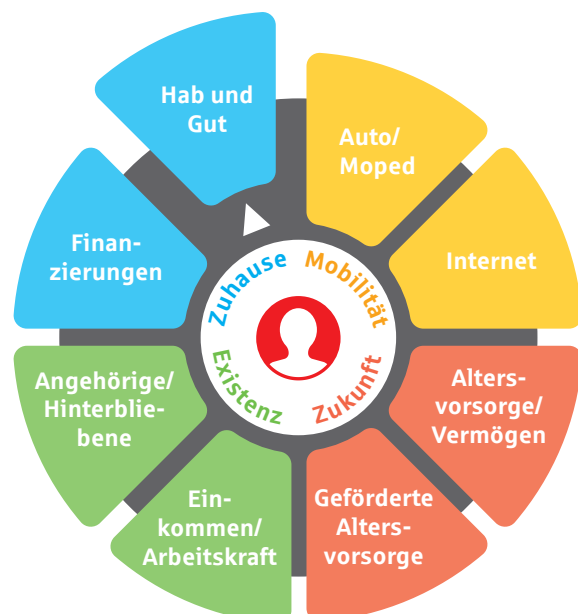 Hab und
Gut
Auto/
Moped
Finan-
zierungen
Internet
Zuhause
Mobilität
Existenz
Zukunft
Angehörige/
Hinterblie-
bene
Alters-
vorsorge/
Vermögen
Ein-
kommen/
Arbeitskraft
Geförderte
Alters-
vorsorge